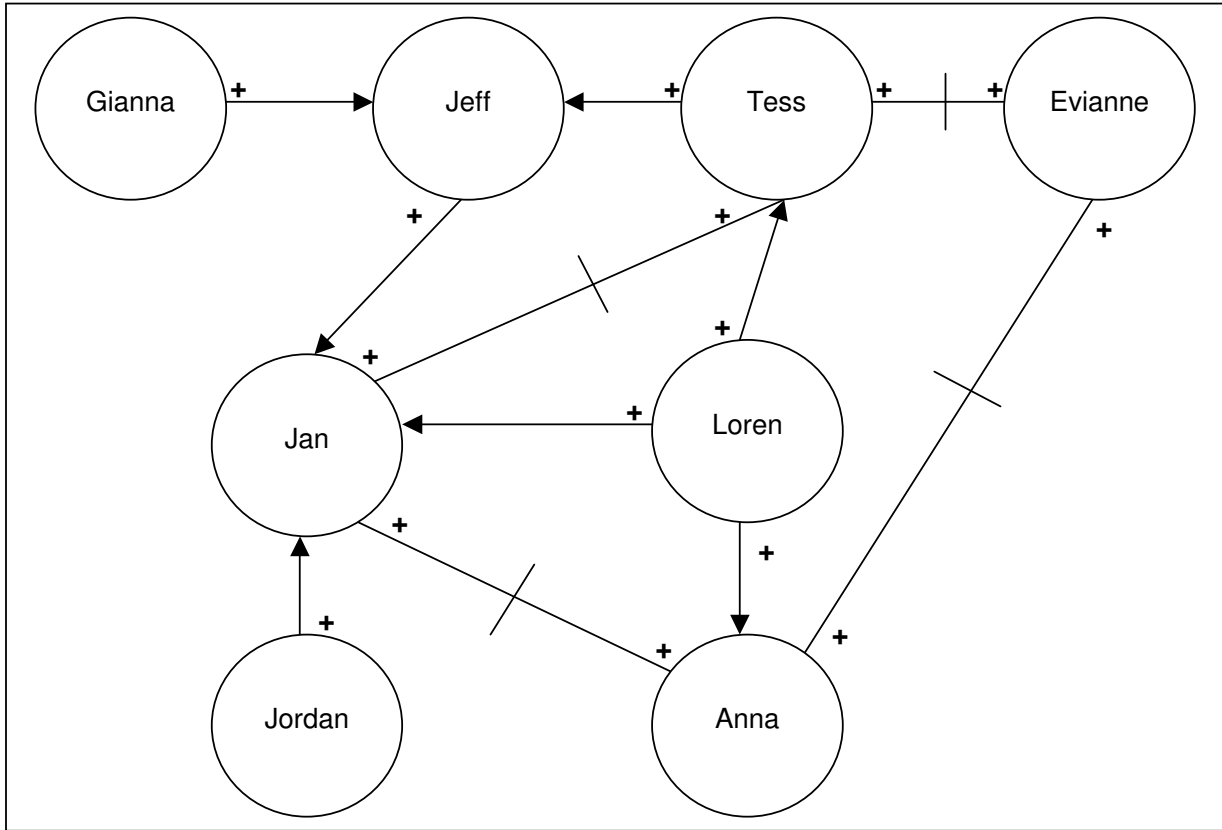 Gianna
Jeff
Tess
Evianne
+
+
+
+
+
+
+
+
+
+
Jan
Loren
+
+
+
+
+
+
Jordan
Anna